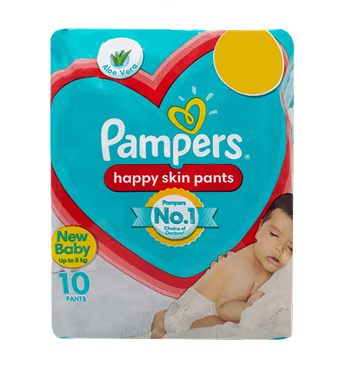 Aloe Vera
Pampers
happy skin pants
Pampers
No.1
Choice of
Doctors*
New
Baby
Up to 5 kg
10
PANTS